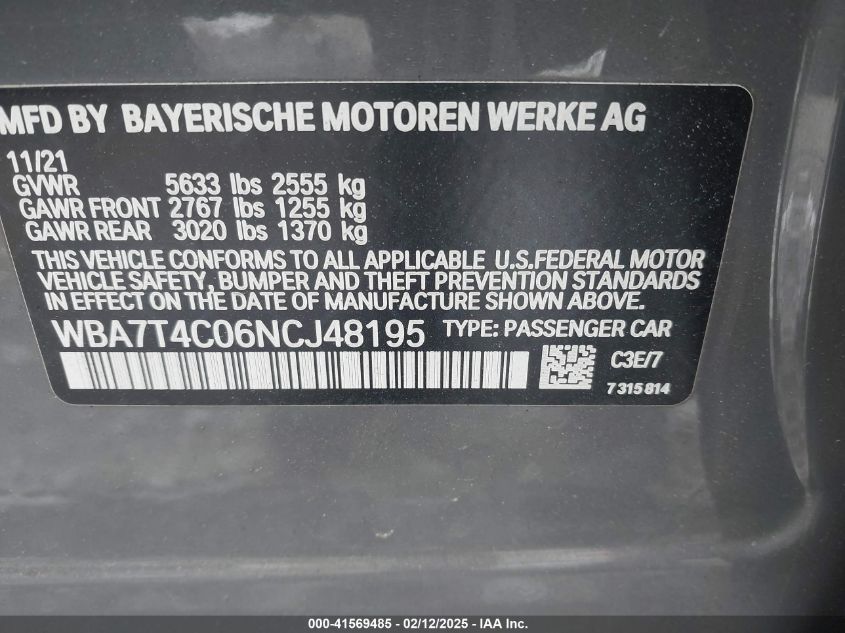 MFD BY BAYERISCHE MOTOREN WERKE AG
11/21
GVWR 5633 lbs 2555 kg
GAWR FRONT 2767 lbs 1255 kg
GAWR REAR 3020 lbs 1370 kg
THIS VEHICLE CONFORMS TO ALL APPLICABLE U.S.FEDERAL MOTOR
VEHICLE SAFETY, BUMPER AND THEFT PREVENTION STANDARDS
IN EFFECT ON THE DATE OF MANUFACTURE SHOWN ABOVE.
WBA7T4C06NCJ48195 TYPE: PASSENGER CAR
C3E/7
7315814
000-41569485 - 02/12/2025 - IAA Inc.